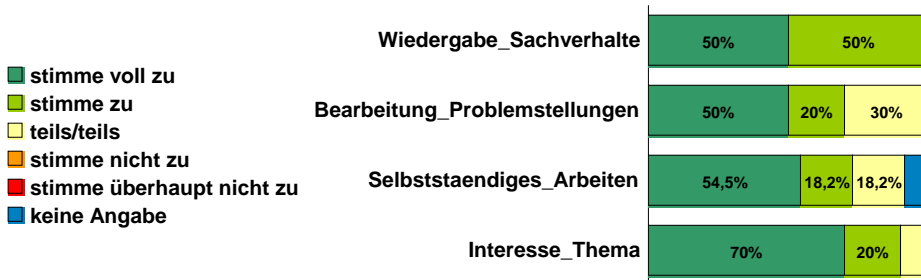 stimme voll zu
stimme zu
teils/teils
stimme nicht zu
stimme überhaupt nicht zu
keine Angabe
Wiedergabe_Sachverhalte
50% 50%
Bearbeitung_Problemstellungen
50% 20% 30%
Selbststaendiges_Arbeiten
54,5% 18,2% 18,2%
Interesse_Thema
70% 20%